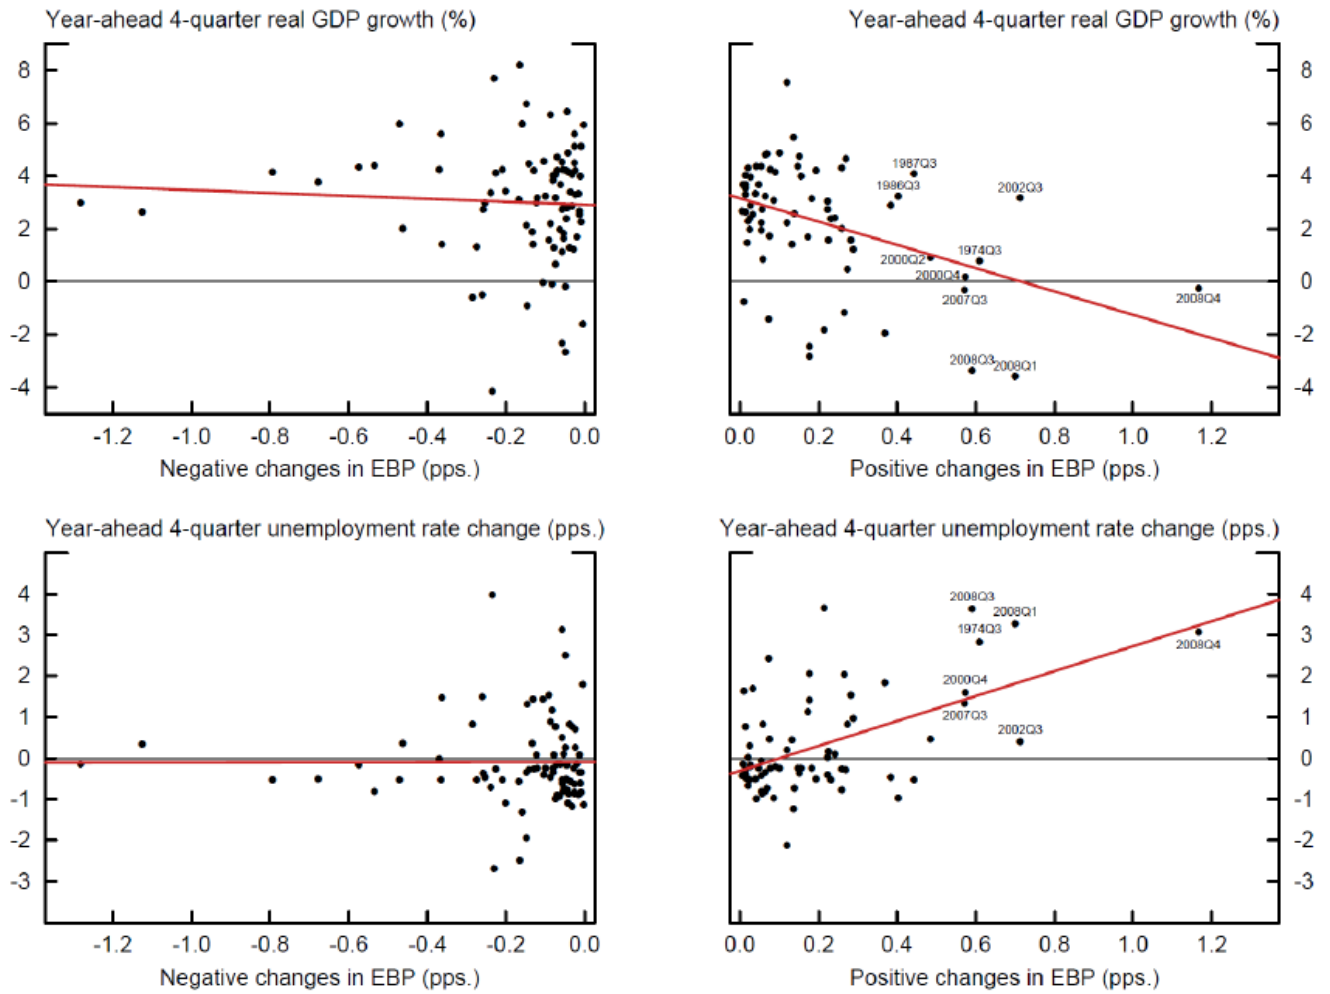 Year-ahead 4-quarter real GDP growth (%)
8
6
4
2
0
-2
-4
-1.2 -1.0 -0.8 -0.6 -0.4 -0.2 0.0
Negative changes in EBP (pps.)
Year-ahead 4-quarter real GDP growth (%)
8
6
4
2
0
-2
-4
1987Q3
1986Q3
2002Q3
1974Q3
2000Q2
2000Q4
2007Q3
2008Q4
2008Q3
2008Q1
0.0 0.2 0.4 0.6 0.8 1.0 1.2
Positive changes in EBP (pps.)
Year-ahead 4-quarter unemployment rate change (pps.)
4
3
2
1
0
-1
-2
-3
-1.2 -1.0 -0.8 -0.6 -0.4 -0.2 0.0
Negative changes in EBP (pps.)
Year-ahead 4-quarter unemployment rate change (pps.)
4
3
2
1
0
-1
-2
-3
2008Q3
2008Q1
1974Q3
2008Q4
2000Q4
2007Q3
2002Q3
0.0 0.2 0.4 0.6 0.8 1.0 1.2
Positive changes in EBP (pps.)